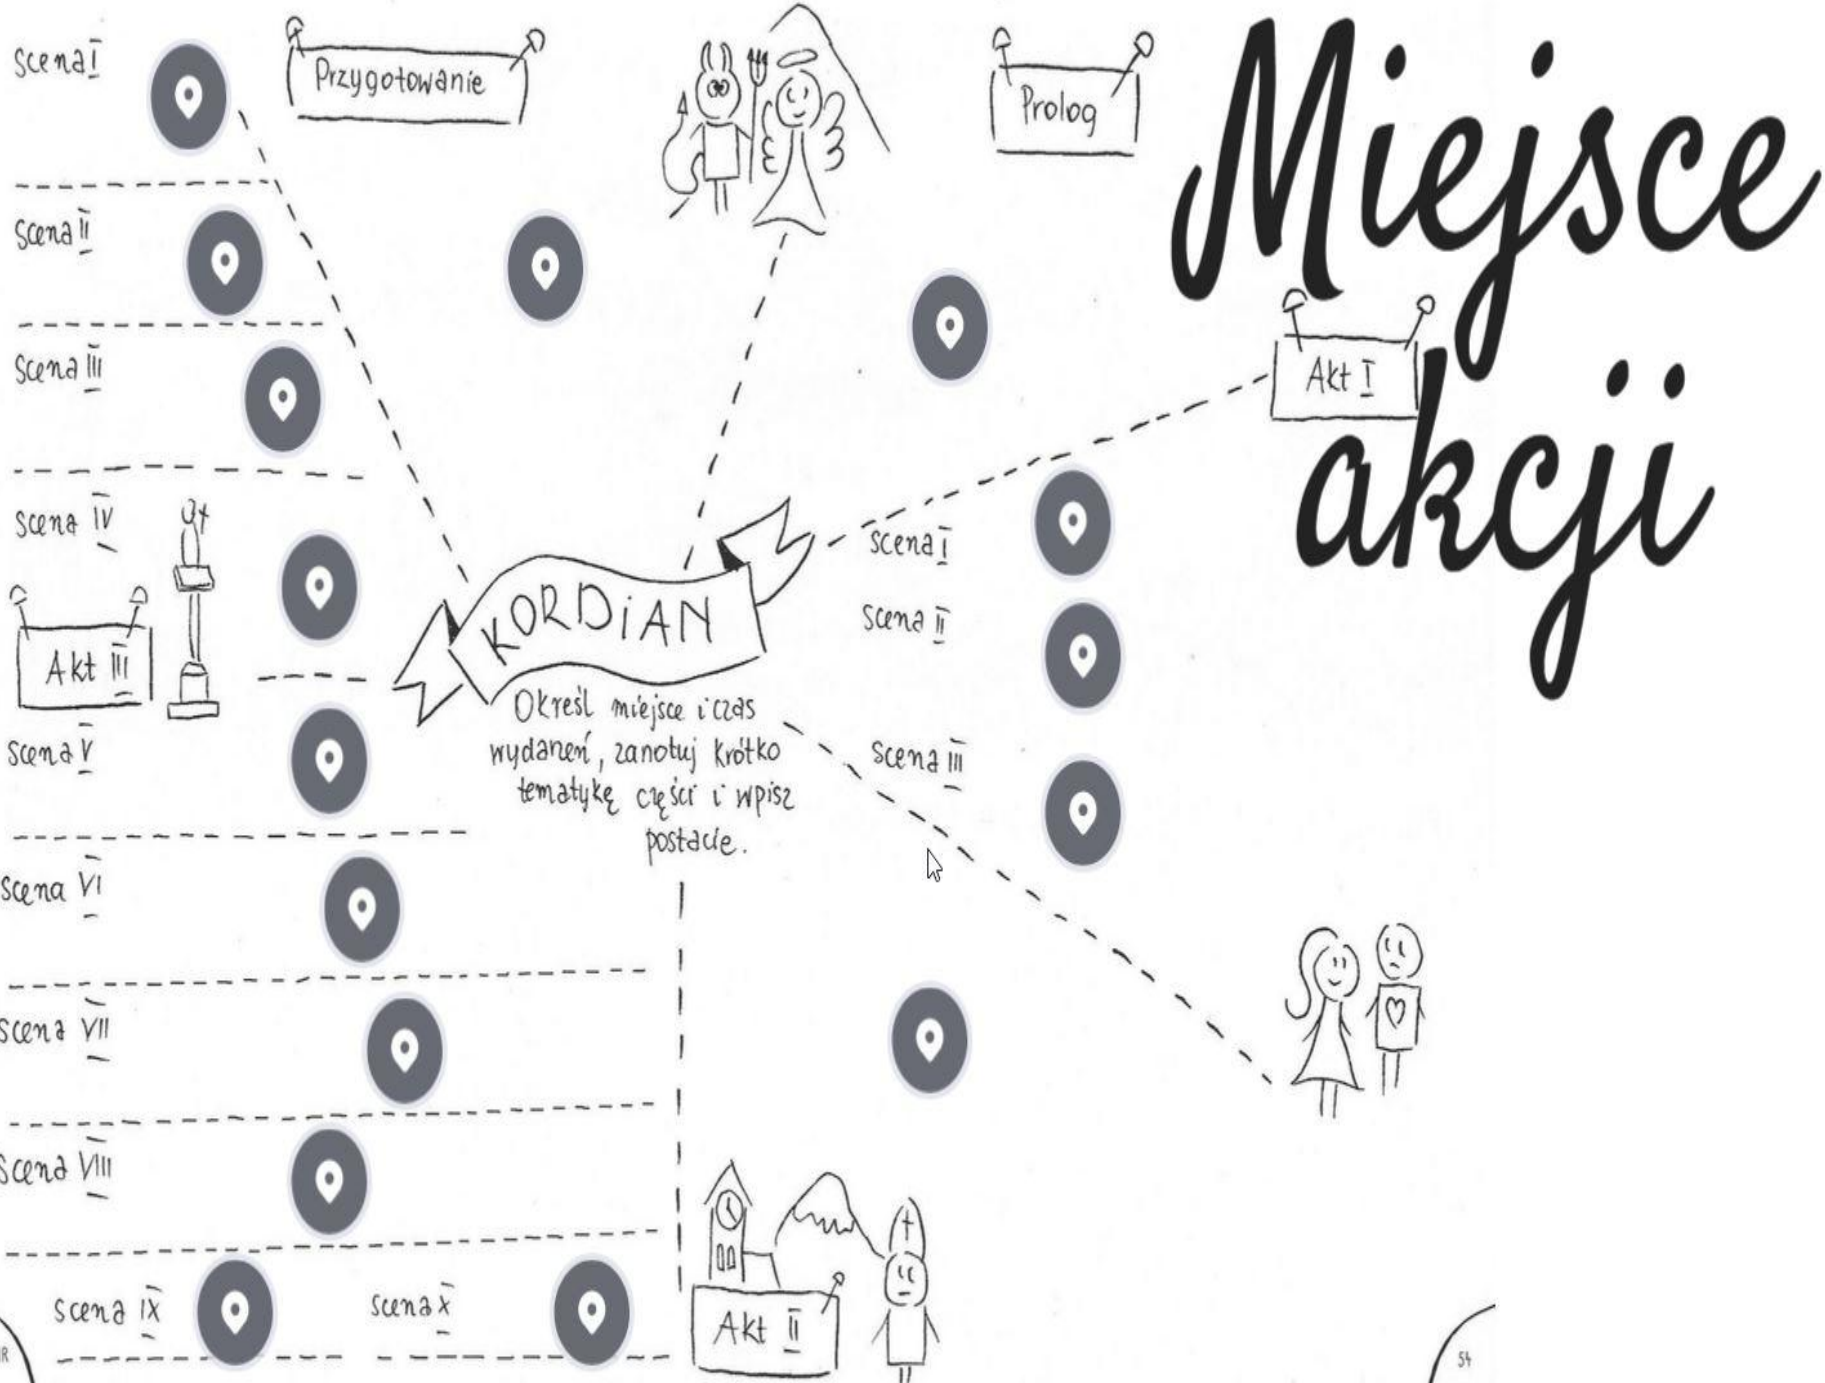 Miejsce
akcji
Przygotowanie
Prolog
Akt I
scena I
scena II
scena III
KORDiAN
Określ miejsce i czas
wydarzeń, zanotuj krótko
tematykę części i wpisz
postacie.
Akt II
Akt III
scena I
scena II
scena III
scena IV
scena V
scena VI
scena VII
scena VIII
scena IX
scena X
54